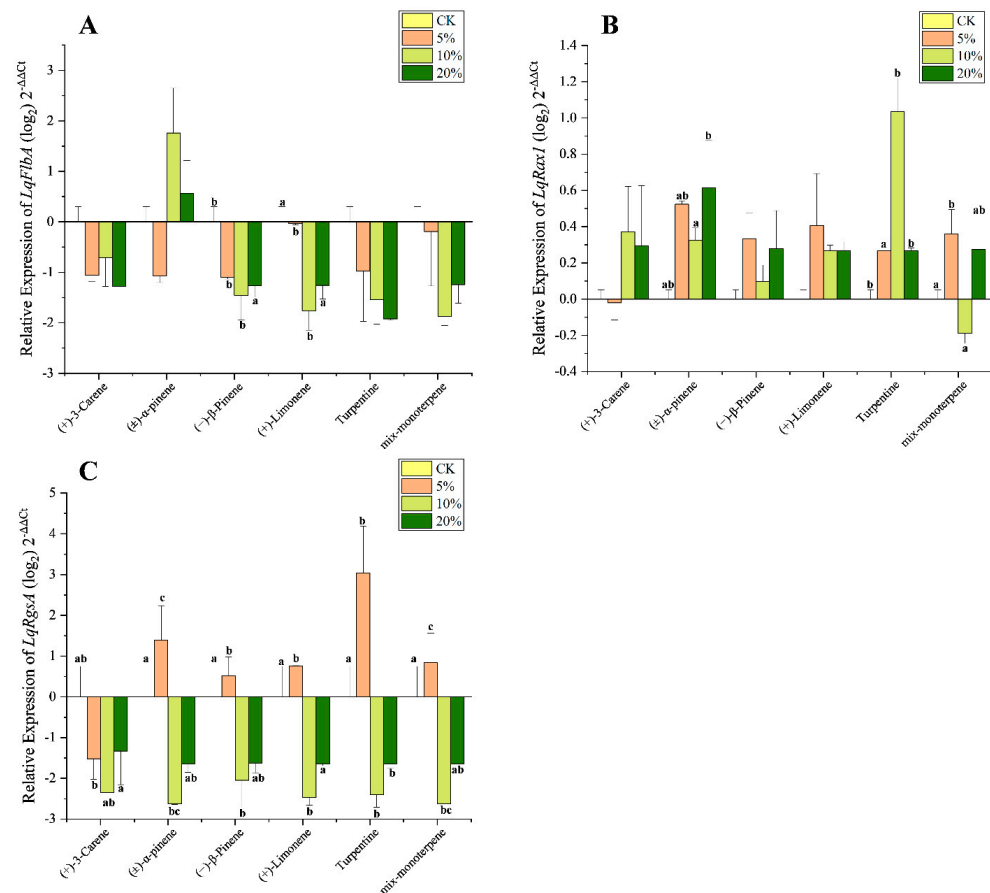 A
CK
5%
10%
20%
Relative Expression of LqFlbA (log₂) 2^-ΔΔCt
3
2
1
0
-1
-2
-3
b
b
b
a
a
b
b
a
(+)-3-Carene
(±)-α-pinene
(−)-β-Pinene
(+)-Limonene
Turpentine
mix-monoterpene
B
CK
5%
10%
20%
Relative Expression of LqRax1 (log₂) 2^-ΔΔCt
1.4
1.2
1.0
0.8
0.6
0.4
0.2
0.0
-0.2
-0.4
ab
ab
a
b
b
a
b
b
a
b
a
ab
(+)-3-Carene
(±)-α-pinene
(−)-β-Pinene
(+)-Limonene
Turpentine
mix-monoterpene
C
CK
5%
10%
20%
Relative Expression of LqRgsA (log₂) 2^-ΔΔCt
5
4
3
2
1
0
-1
-2
-3
ab
b
ab
a
a
c
bc
ab
a
b
b
ab
a
b
b
a
a
b
b
b
a
c
bc
ab
(+)-3-Carene
(±)-α-pinene
(−)-β-Pinene
(+)-Limonene
Turpentine
mix-monoterpene